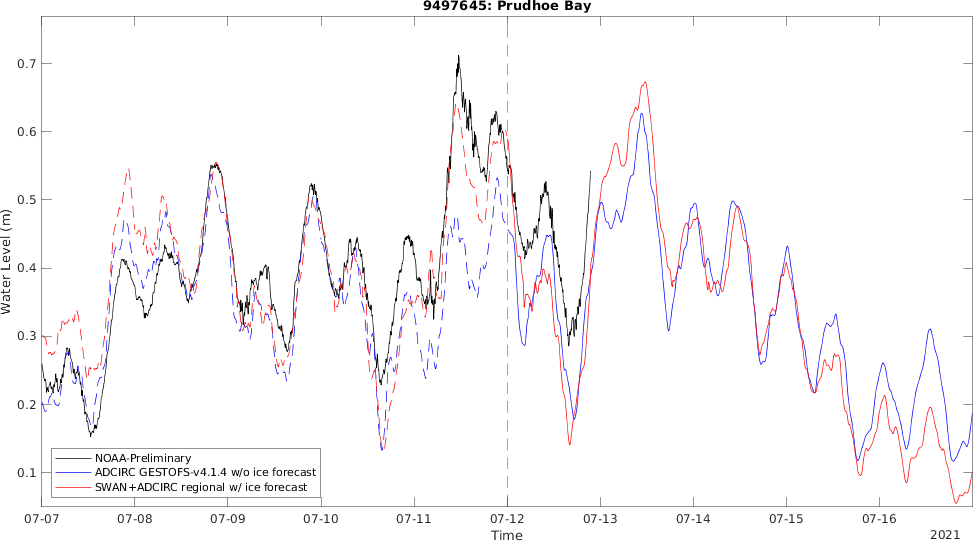 9497645: Prudhoe Bay
Water Level (m)
0.7
0.6
0.5
0.4
0.3
0.2
0.1
NOAA-Preliminary
ADCIRC GESTOFS-v4.1.4 w/o ice forecast
SWAN+ADCIRC regional w/ ice forecast
07-07 07-08 07-09 07-10 07-11 07-12 07-13 07-14 07-15 07-16
Time
2021